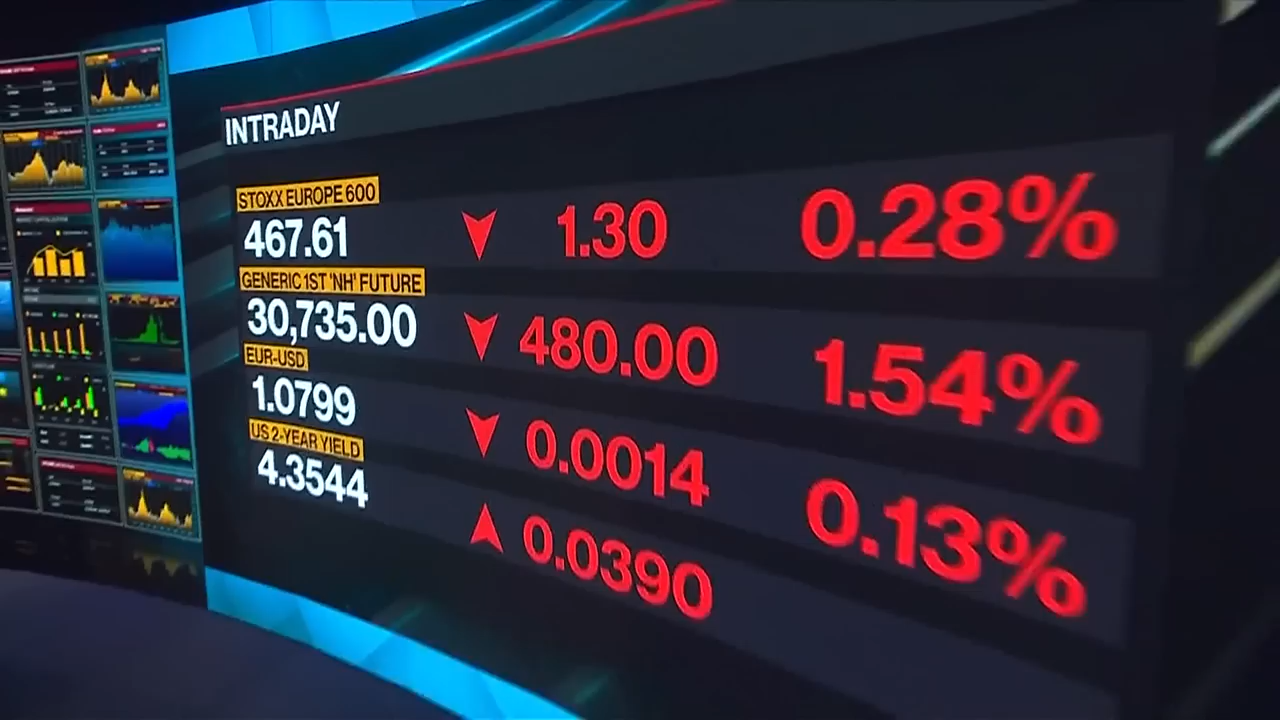 INTRADAY
STOXX EUROPE 600
467.61 1.30 0.28%
GENERIC 1ST 'NH' FUTURE
30,735.00 480.00 1.54%
EUR-USD
1.0799 0.0014 0.13%
US 2-YEAR YIELD
4.3544 0.0390